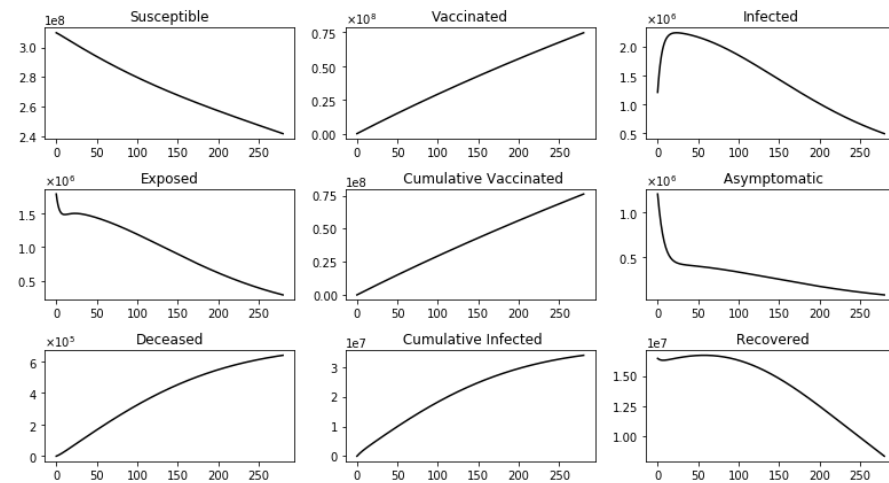 Susceptible
1e8
3.0
2.8
2.6
2.4
0 50 100 150 200 250
Vaccinated
×10⁸
0.75
0.50
0.25
0.00
0 50 100 150 200 250
Infected
×10⁶
2.0
1.5
1.0
0.5
0 50 100 150 200 250
Exposed
×10⁶
1.5
1.0
0.5
0 50 100 150 200 250
Cumulative Vaccinated
1e8
0.75
0.50
0.25
0.00
0 50 100 150 200 250
Asymptomatic
×10⁶
1.0
0.5
0 50 100 150 200 250
Deceased
×10⁵
6
4
2
0
0 50 100 150 200 250
Cumulative Infected
1e7
3
2
1
0
0 50 100 150 200 250
Recovered
1e7
1.50
1.25
1.00
0 50 100 150 200 250